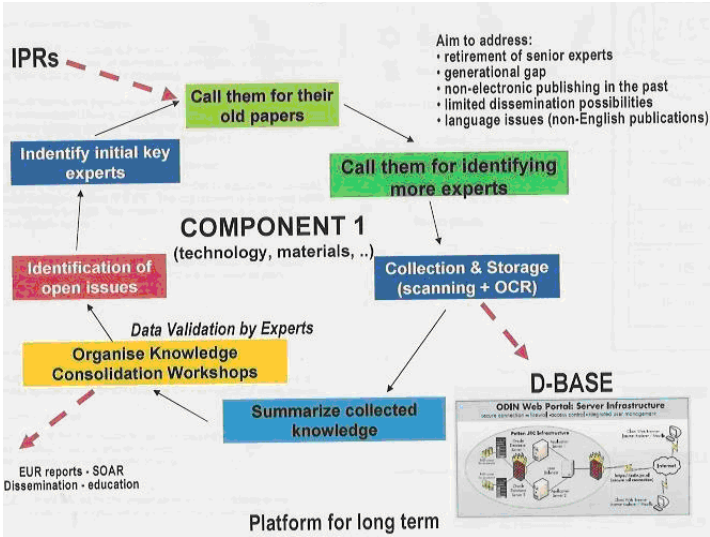 IPRs
Aim to address:
• retirement of senior experts
• generational gap
• non-electronic publishing in the past
• limited dissemination possibilities
• language issues (non-English publications)
Call them for their
old papers
Indentify initial key
experts
Call them for identifying
more experts
COMPONENT 1
(technology, materials, ..)
Identification of
open issues
Collection & Storage
(scanning + OCR)
Data Validation by Experts
Organise Knowledge
Consolidation Workshops
D-BASE
Summarize collected
knowledge
ODIN Web Portal: Server Infrastructure
Internet
EUR reports - SOAR
Dissemination - education
Platform for long term